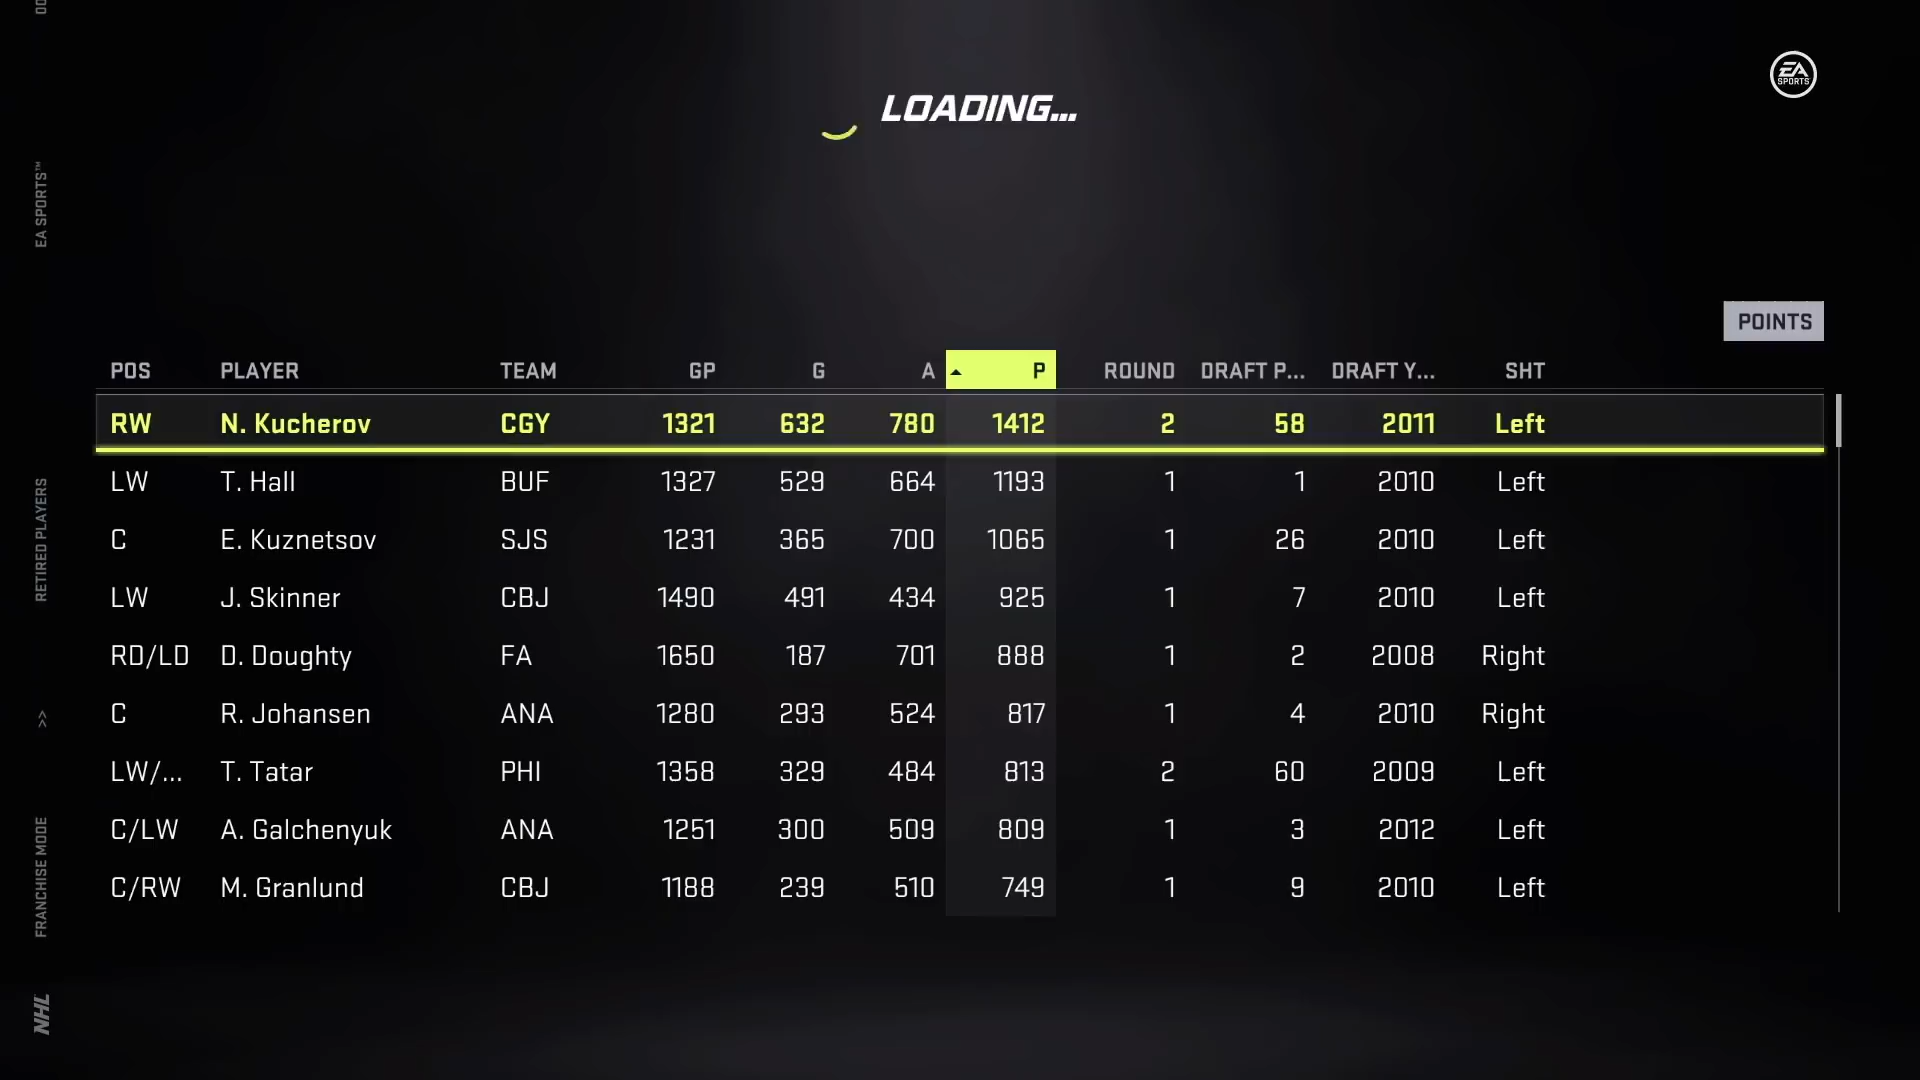 LOADING...
EA SPORTS
POINTS
POS PLAYER TEAM GP G A P ROUND DRAFT P... DRAFT Y... SHT
RW N. Kucherov CGY 1321 632 780 1412 2 58 2011 Left
LW T. Hall BUF 1327 529 664 1193 1 1 2010 Left
C E. Kuznetsov SJS 1231 365 700 1065 1 26 2010 Left
LW J. Skinner CBJ 1490 491 434 925 1 7 2010 Left
RD/LD D. Doughty FA 1650 187 701 888 1 2 2008 Right
C R. Johansen ANA 1280 293 524 817 1 4 2010 Right
LW/... T. Tatar PHI 1358 329 484 813 2 60 2009 Left
C/LW A. Galchenyuk ANA 1251 300 509 809 1 3 2012 Left
C/RW M. Granlund CBJ 1188 239 510 749 1 9 2010 Left
NHL FRANCHISE MODE >> RETIRED PLAYERS EA SPORTS™